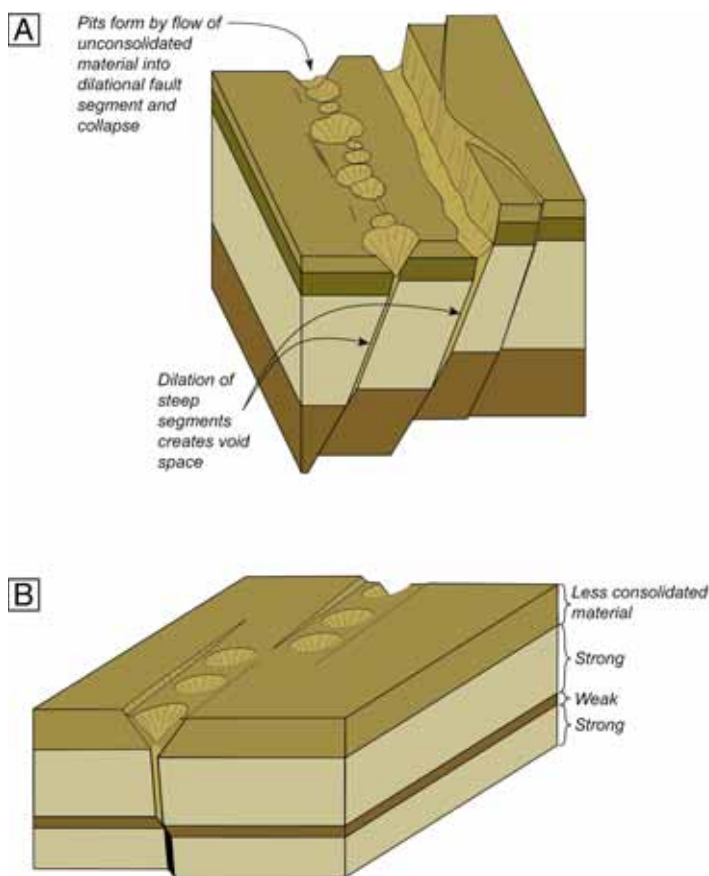 A
Pits form by flow of
unconsolidated
material into
dilational fault
segment and
collapse
Dilation of
steep
segments
creates void
space
B
Less consolidated
material
Strong
Weak
Strong